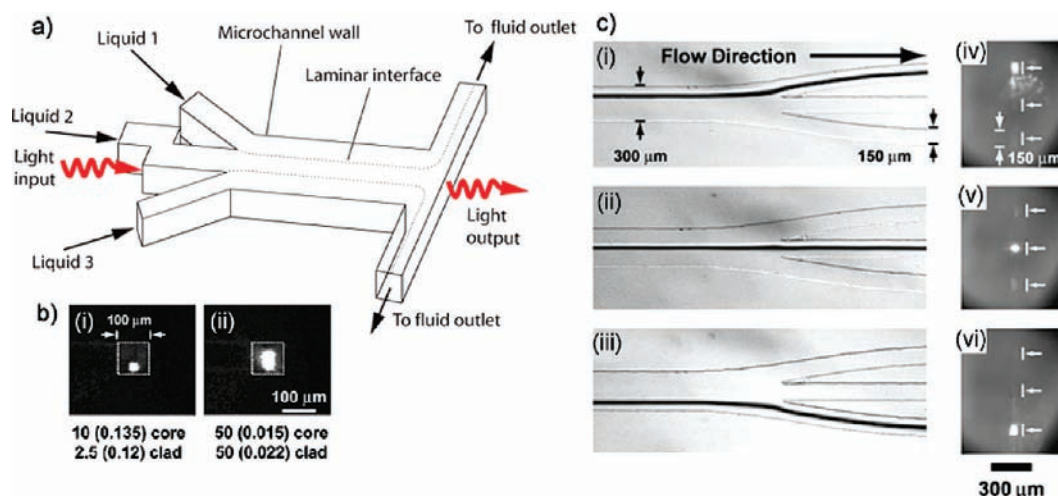 a)
Liquid 1
Microchannel wall
To fluid outlet
Laminar interface
Liquid 2
Light
input
Light
output
Liquid 3
To fluid outlet
b)
(i)
100 µm
(ii)
100 µm
10 (0.135) core
2.5 (0.12) clad
50 (0.015) core
50 (0.022) clad
c)
(i)
Flow Direction
300 µm
150 µm
(ii)
(iii)
(iv)
150 µm
(v)
(vi)
300 µm